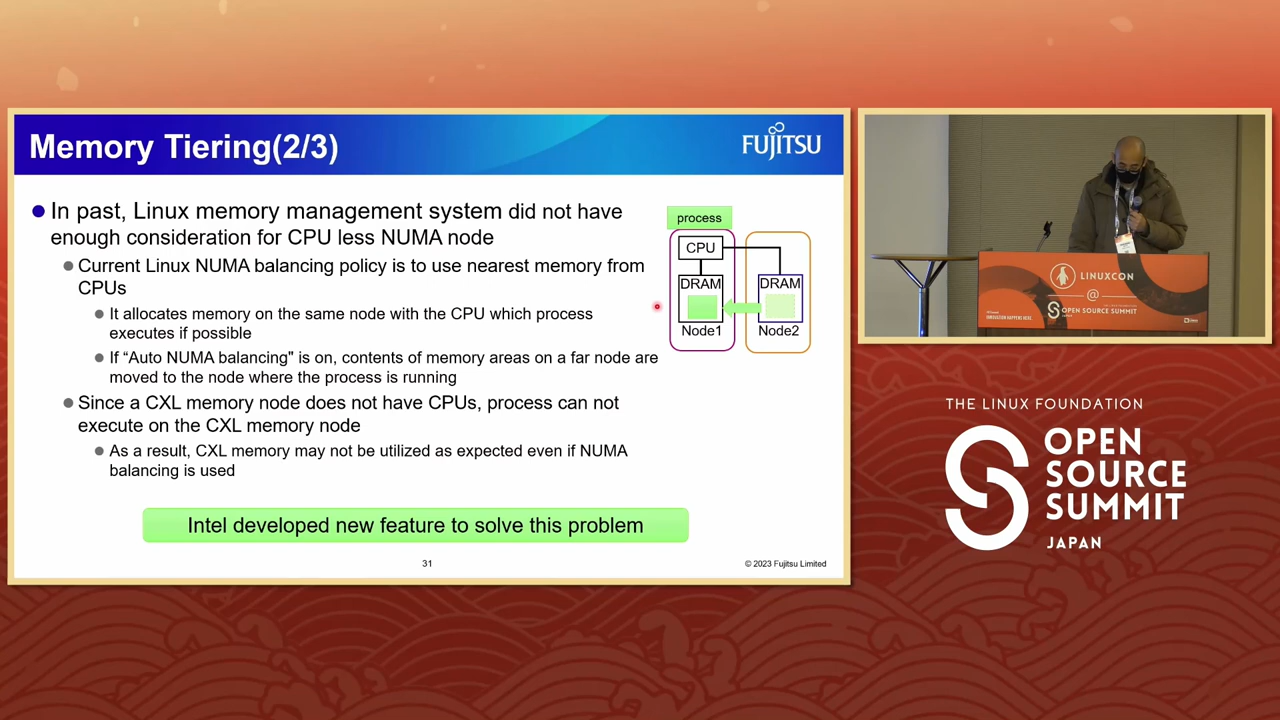 Memory Tiering(2/3)
FUJITSU
In past, Linux memory management system did not have
enough consideration for CPU less NUMA node
Current Linux NUMA balancing policy is to use nearest memory from
CPUs
It allocates memory on the same node with the CPU which process
executes if possible
If “Auto NUMA balancing" is on, contents of memory areas on a far node are
moved to the node where the process is running
Since a CXL memory node does not have CPUs, process can not
execute on the CXL memory node
As a result, CXL memory may not be utilized as expected even if NUMA
balancing is used
process
CPU
DRAM
DRAM
Node1
Node2
Intel developed new feature to solve this problem
31
© 2023 Fujitsu Limited
LINUXCON
@
OPEN SOURCE SUMMIT
THE LINUX FOUNDATION
OPEN
SOURCE
SUMMIT
JAPAN